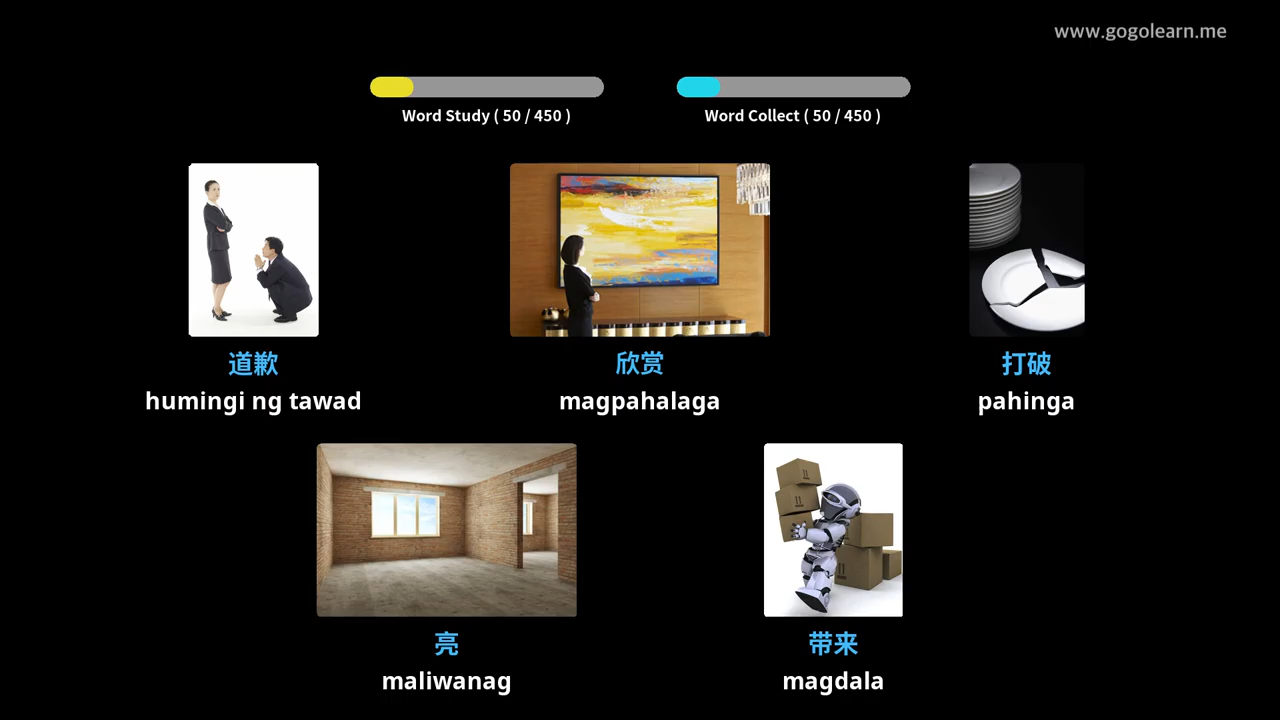 www.gogolearn.me
Word Study ( 50 / 450 )
Word Collect ( 50 / 450 )
道歉
humingi ng tawad
欣赏
magpahalaga
打破
pahinga
亮
maliwanag
带来
magdala